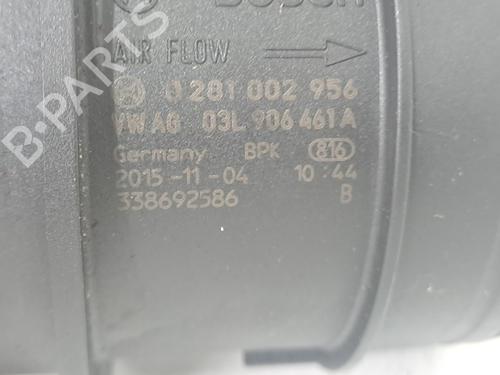 BOSCH
AIR FLOW
0 281 002 956
VW AG 03L 906 461 A
Germany BPK 816
2015-11-04 10:44
338692586 B
B-PARTS